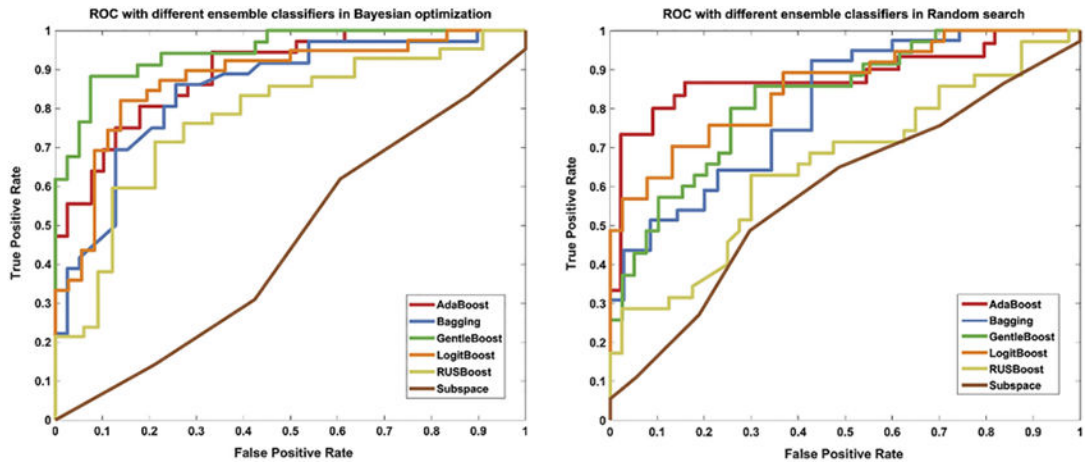 ROC with different ensemble classifiers in Bayesian optimization
True Positive Rate
1
0.9
0.8
0.7
0.6
0.5
0.4
0.3
0.2
0.1
0
AdaBoost
Bagging
GentleBoost
LogitBoost
RUSBoost
Subspace
0 0.1 0.2 0.3 0.4 0.5 0.6 0.7 0.8 0.9 1
False Positive Rate
ROC with different ensemble classifiers in Random search
True Positive Rate
1
0.9
0.8
0.7
0.6
0.5
0.4
0.3
0.2
0.1
0
AdaBoost
Bagging
GentleBoost
LogitBoost
RUSBoost
Subspace
0 0.1 0.2 0.3 0.4 0.5 0.6 0.7 0.8 0.9 1
False Positive Rate